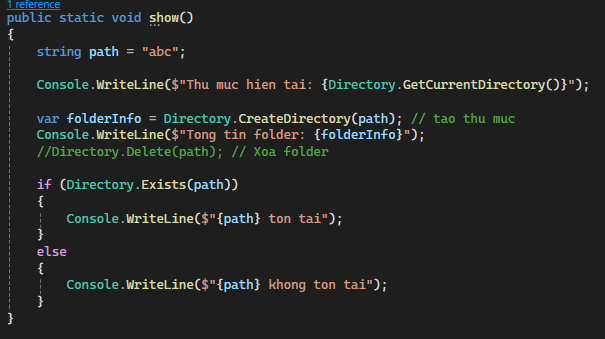 1 reference
public static void show()
{
string path = "abc";
Console.WriteLine($"Thu muc hien tai: {Directory.GetCurrentDirectory()}");
var folderInfo = Directory.CreateDirectory(path); // tao thu muc
Console.WriteLine($"Tong tin folder: {folderInfo}");
//Directory.Delete(path); // Xoa folder
if (Directory.Exists(path))
{
Console.WriteLine($"{path} ton tai");
}
else
{
Console.WriteLine($"{path} khong ton tai");
}
}